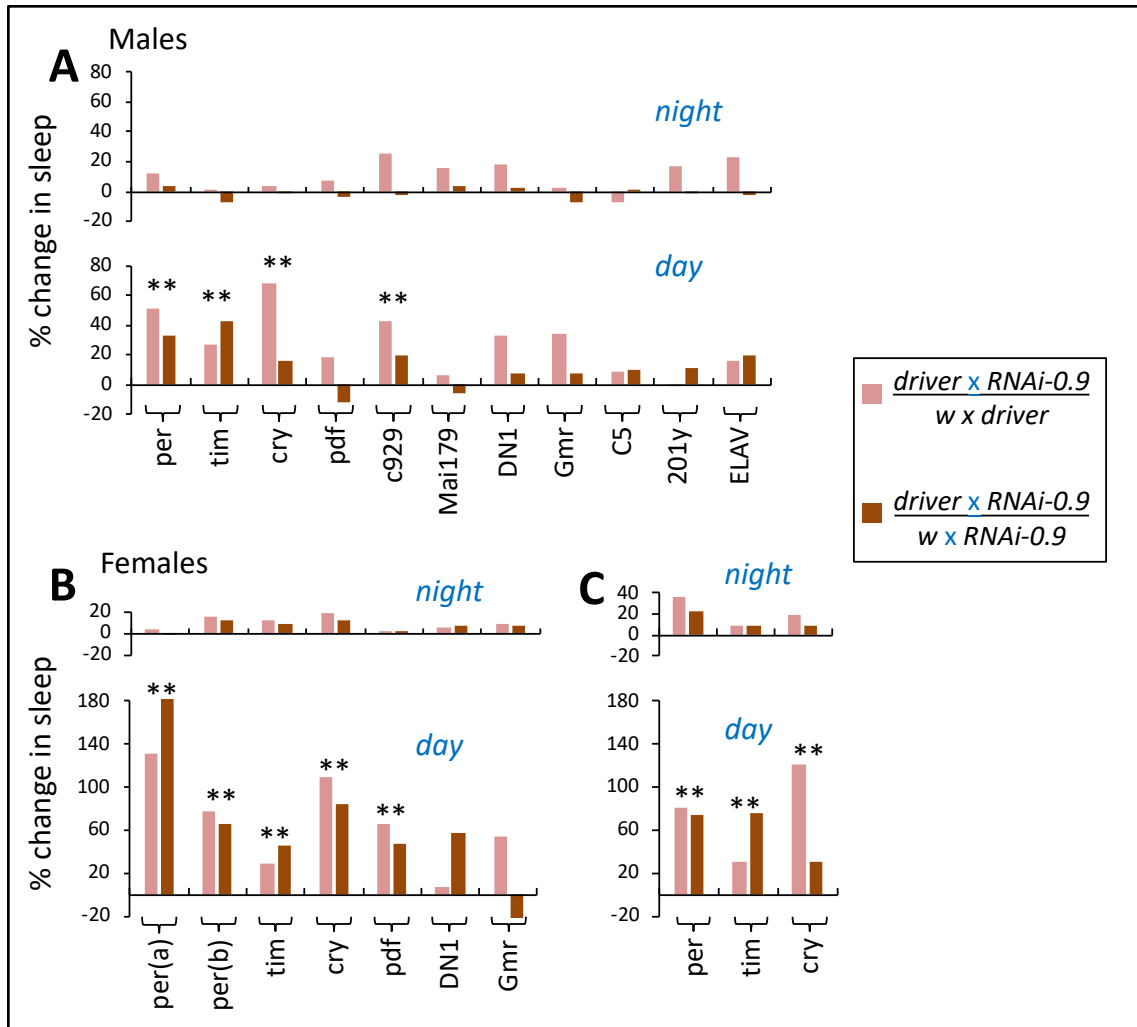 A Males
% change in sleep
80
60
40
20
0
-20
night
80
60
40
20
0
-20
day
** ** ** **
per tim cry pdf c929 Mai179 DN1 Gmr C5 201y ELAV
driver x RNAi-0.9
w x driver
driver x RNAi-0.9
w x RNAi-0.9
B Females
% change in sleep
20
0
-20
night
180
140
100
60
20
-20
day
** ** ** ** **
per(a) per(b) tim cry pdf DN1 Gmr
C
night
40
20
0
-20
180
140
100
60
20
-20
day
** ** **
per tim cry